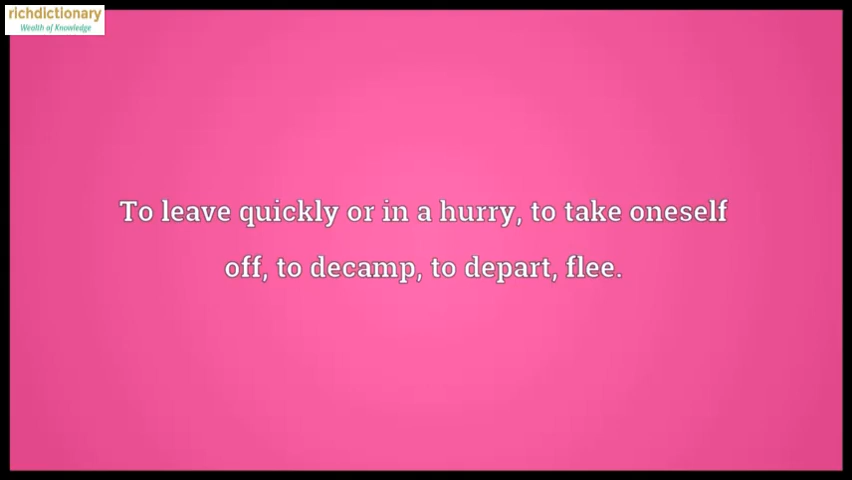 richdictionary
Wealth of Knowledge
To leave quickly or in a hurry, to take oneself
off, to decamp, to depart, flee.